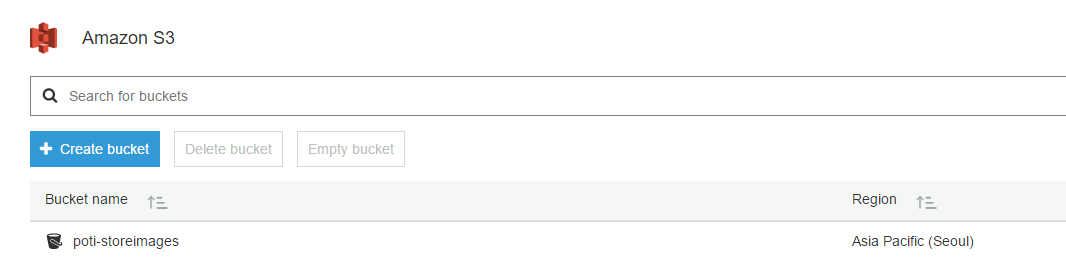 Amazon S3
Search for buckets
Create bucket Delete bucket Empty bucket
Bucket name Region
poti-storeimages Asia Pacific (Seoul)